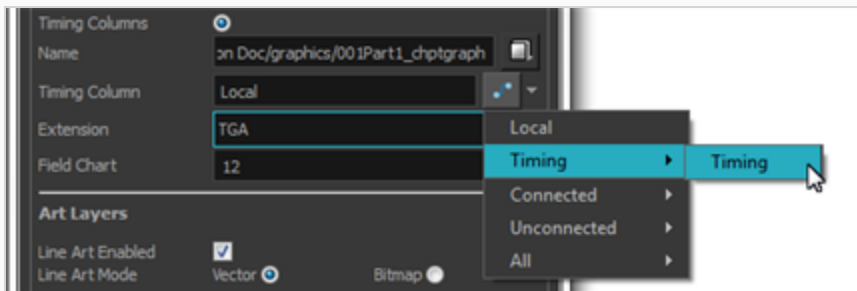 Timing Columns
Name on Doc/graphics/001Part1_chptgraph
Timing Column Local
Extension TGA
Local
Field Chart 12
Timing Timing
Connected
Art Layers
Unconnected
Line Art Enabled
All
Line Art Mode Vector Bitmap